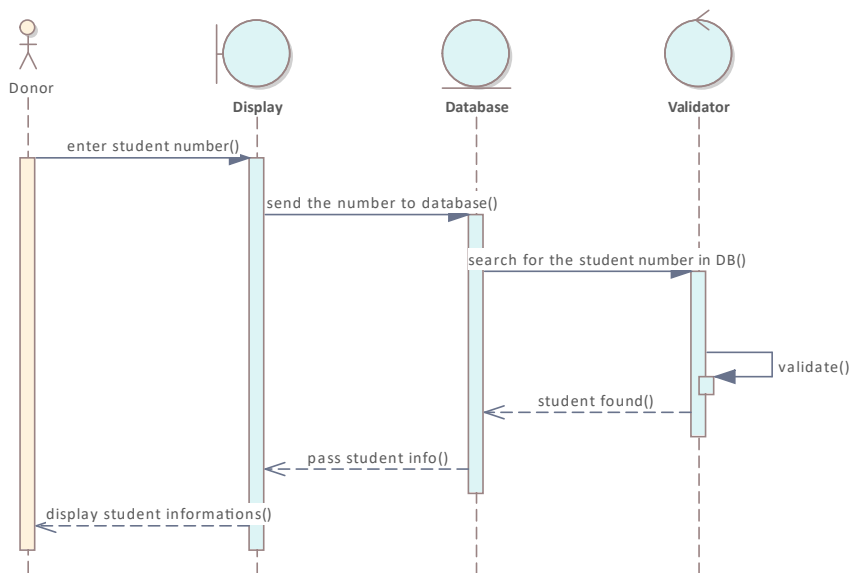 Donor
Display
Database
Validator
enter student number()
send the number to database()
search for the student number in DB()
validate()
student found()
pass student info()
display student informations()